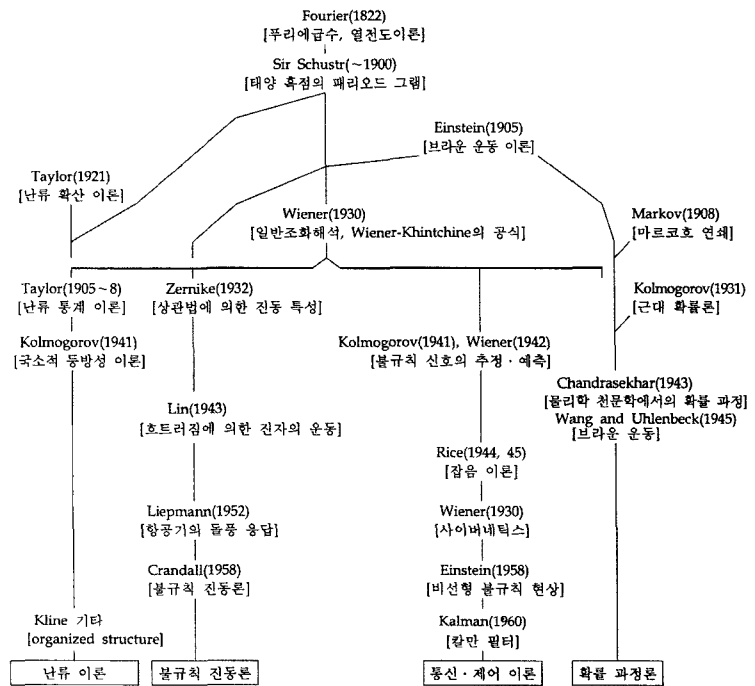 Fourier(1822)
[푸리에급수, 열전도이론]
Sir Schustr(~1900)
[태양 흑점의 패리오드 그램]
Einstein(1905)
[브라운 운동 이론]
Taylor(1921)
[난류 확산 이론]
Wiener(1930)
[일반조화해석, Wiener-Khintchine의 공식]
Markov(1908)
[마르코흐 연쇄]
Taylor(1905~8)
[난류 통계 이론]
Zernike(1932)
[상관법에 의한 진동 특성]
Kolmogorov(1931)
[근대 확률론]
Kolmogorov(1941)
[국소적 등방성 이론]
Kolmogorov(1941), Wiener(1942)
[불규칙 신호의 추정·예측]
Chandrasekhar(1943)
[물리학 천문학에서의 확률 과정]
Wang and Uhlenbeck(1945)
[브라운 운동]
Lin(1943)
[흐트러짐에 의한 진자의 운동]
Rice(1944, 45)
[잡음 이론]
Liepmann(1952)
[항공기의 돌풍 응답]
Wiener(1930)
[사이버네틱스]
Crandall(1958)
[불규칙 진동론]
Einstein(1958)
[비선형 불규칙 현상]
Kline 기타
[organized structure]
Kalman(1960)
[칼만 필터]
난류 이론
불규칙 진동론
통신·제어 이론
확률 과정론